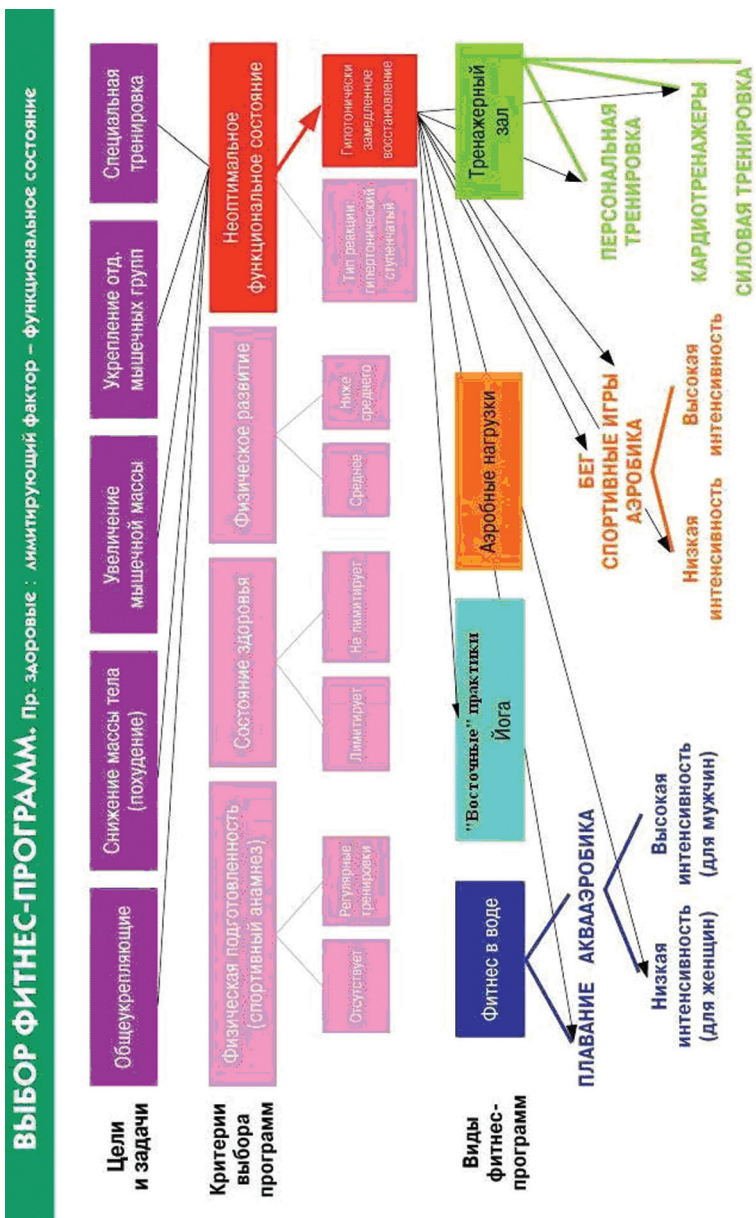 ВЫБОР ФИТНЕС-ПРОГРАММ. Пр. здоровые : лимитирующий фактор – функциональное состояние
Цели
и задачи
Общеукрепляющие
Снижение массы тела
(похудение)
Увеличение
мышечной массы
Укрепление отд.
мышечных групп
Специальная
тренировка
Критерии
выбора
программ
Физическая подготовленность
(спортивный анамнез)
Состояние здоровья
Физическое развитие
Неоптимальное
функциональное состояние
Отсутствует
Регулярные
тренировки
Лимитирует
Не лимитирует
Среднее
Ниже
среднего
Тип реакции:
гипертонический
ступенчатый
Гипотонически
замедленное
восстановление
Виды
фитнес-
программ
Фитнес в воде
"Восточные" практики
Йога
Аэробные нагрузки
Тренажерный
зал
ПЛАВАНИЕ АКВААЭРОБИКА
Низкая
интенсивность
(для женщин)
Высокая
интенсивность
(для мужчин)
БЕГ
СПОРТИВНЫЕ ИГРЫ
АЭРОБИКА
Низкая
интенсивность
Высокая
интенсивность
ПЕРСОНАЛЬНАЯ
ТРЕНИРОВКА
КАРДИОТРЕНАЖЕРЫ
СИЛОВАЯ ТРЕНИРОВКА